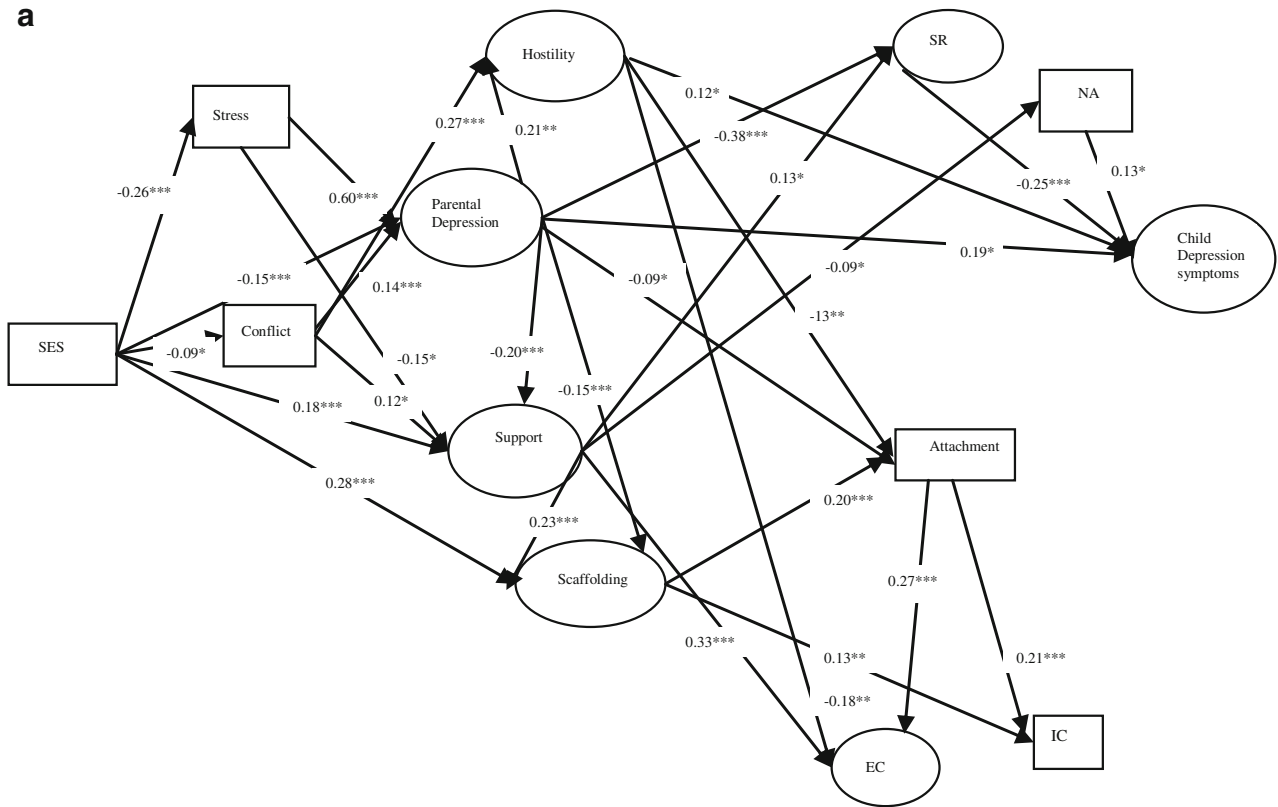 a
Hostility
SR
NA
Stress
0.12*
0.27***
0.21**
-0.38***
-0.26***
0.60***
0.13*
-0.25***
0.13*
Parental
Depression
Child
Depression
symptoms
0.19*
-0.15***
0.14***
-0.09*
-0.09*
-13**
SES
Conflict
-0.09*
-0.15*
-0.20***
-0.15***
0.18***
0.12*
Support
Attachment
0.28***
0.20***
0.23***
Scaffolding
0.27***
0.33***
0.13**
0.21***
-0.18**
IC
EC